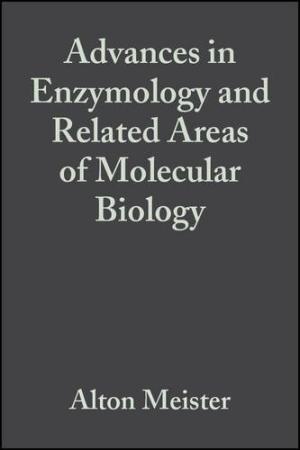 Advances in
Enzymology and
Related Areas
of Molecular
Biology
Alton Meister